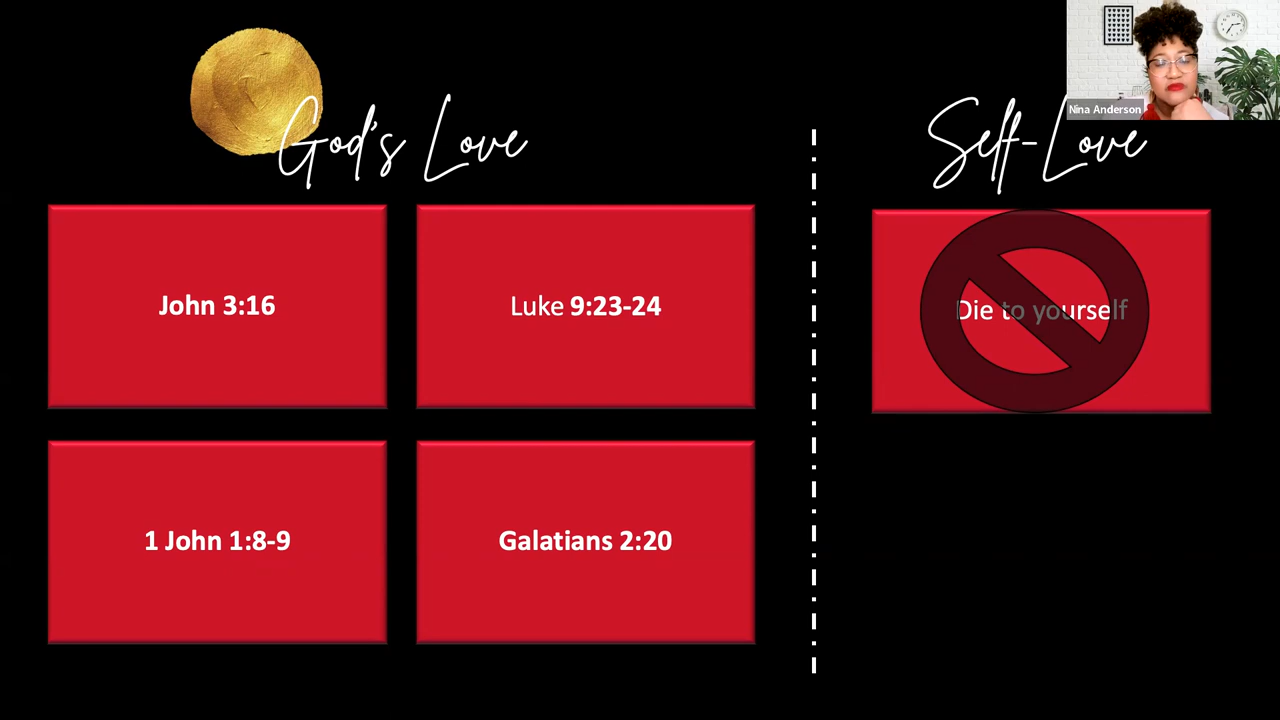 God's Love
Self-Love
Nina Anderson
John 3:16
Luke 9:23-24
Die to yourself
1 John 1:8-9
Galatians 2:20